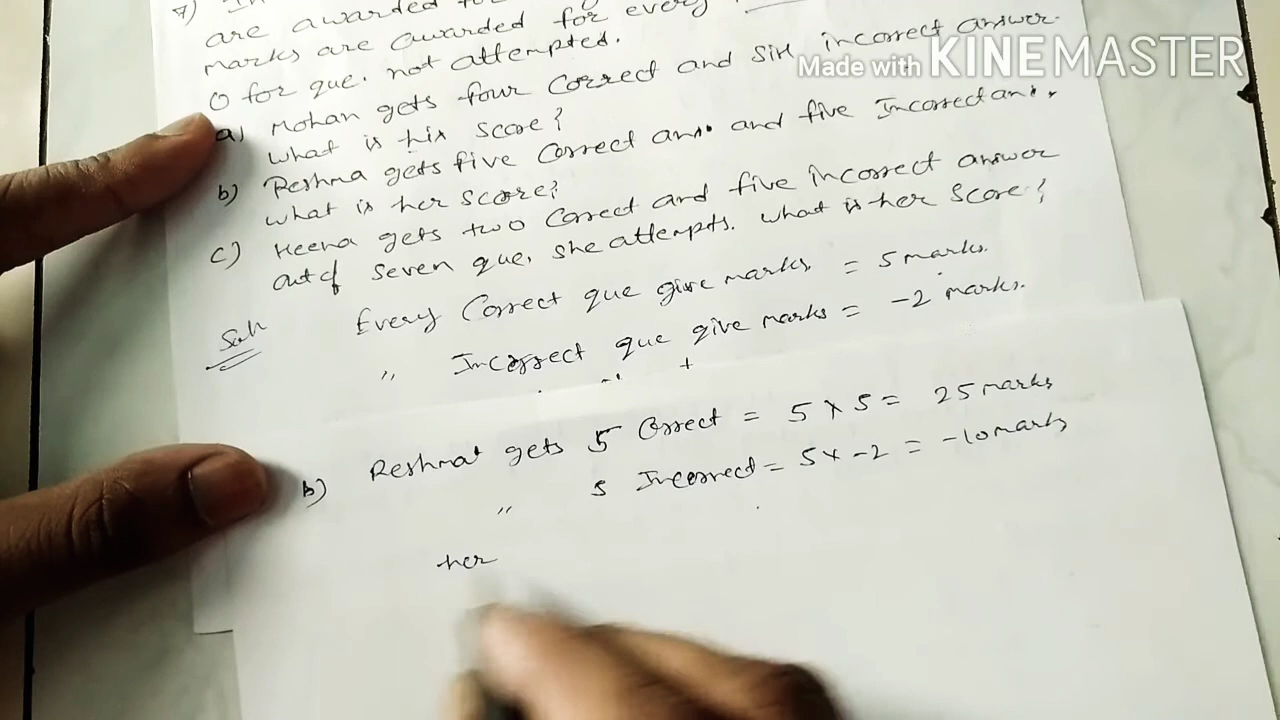 7) In
are awarded for
marks are awarded for every
0 for que. not attempted.
Made with KINEMASTER
a) Mohan gets four Correct and six incorrect answer.
What is his Score?
b) Reshma gets five Correct ans. and five Incorrect ans.
what is her score?
c) Heena gets two Correct and five incorrect answer
out of seven que. she attempts. what is her Score?
Soln Every Correct que give marks = 5 marks.
" Incorrect que give marks = -2 marks.
b) Reshma gets 5 Correct = 5 x 5 = 25 marks
" 5 Incorrect = 5 x -2 = -10 marks
her